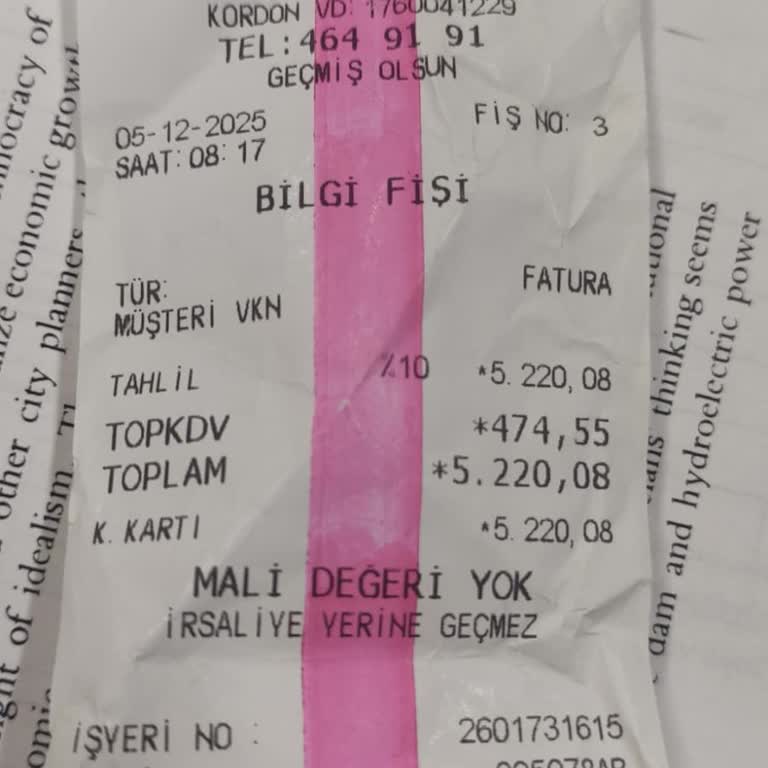 KORDON VD: 1760041229
TEL:464 91 91
GEÇMİŞ OLSUN
05-12-2025
FİŞ NO: 3
SAAT: 08: 17
BİLGİ FİŞİ
TÜR:
FATURA
MÜŞTERİ VKN
TAHLİL %10 *5. 220, 08
TOPKDV *474,55
TOPLAM *5.220,08
K. KARTI *5. 220, 08
MALİ DEĞERİ YOK
İRSALİYE YERİNE GEÇMEZ
İŞYERİ NO : 2601731615
of
economic growth
other city planners
of idealism.
thinking seems
dam and hydroelectric power